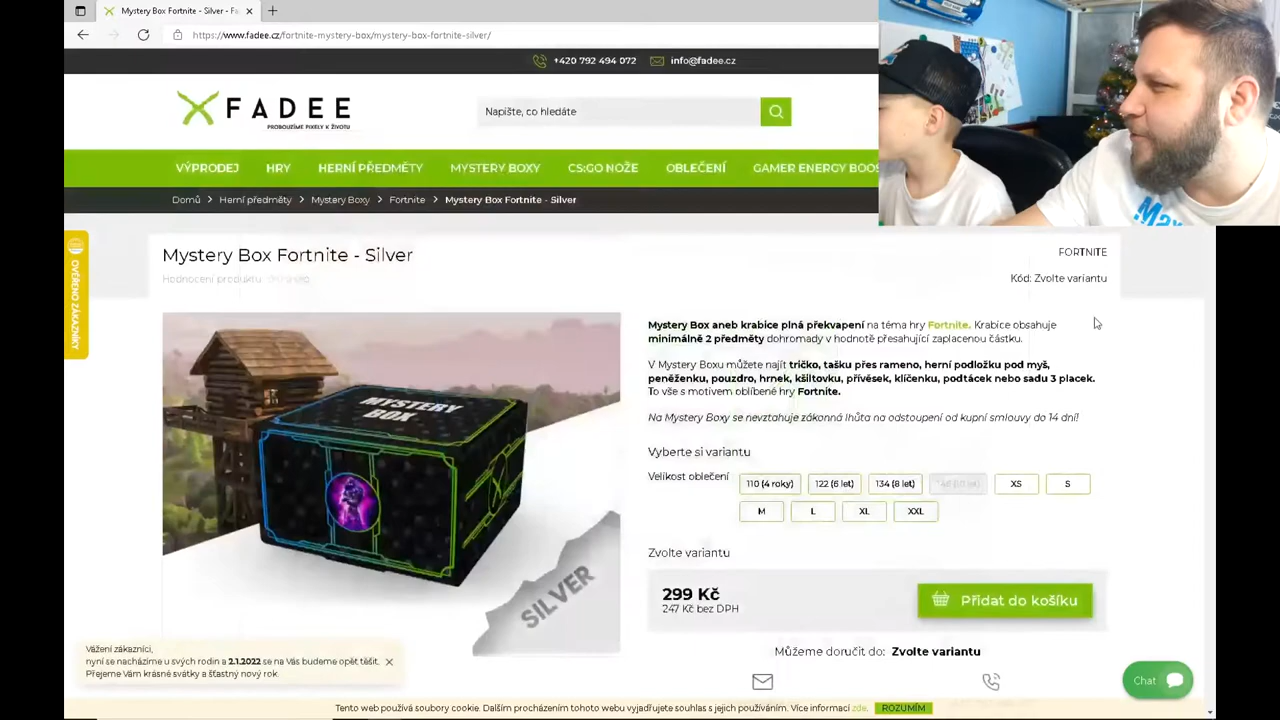 Mystery Box Fortnite - Silver - Fa
https://www.fadee.cz/fortnite-mystery-box/mystery-box-fortnite-silver/
+420 792 494 072 info@fadee.cz
FADEE
PROBOUZÍME PIXELY K ŽIVOTU
Napište, co hledáte
VÝPRODEJ HRY HERNÍ PŘEDMĚTY MYSTERY BOXY CS:GO NOŽE OBLEČENÍ GAMER ENERGY BOOS
Domů > Herní předměty > Mystery Boxy > Fortnite > Mystery Box Fortnite - Silver
OVĚŘENO ZÁKAZNÍKY
Mystery Box Fortnite - Silver
FORTNITE
Hodnocení produktu:
Kód: Zvolte variantu
Mystery Box aneb krabice plná překvapení na téma hry Fortnite. Krabice obsahuje
minimálně 2 předměty dohromady v hodnotě přesahující zaplacenou částku.
V Mystery Boxu můžete najít tričko, tašku přes rameno, herní podložku pod myš,
peněženku, pouzdro, hrnek, kšiltovku, přívěsek, klíčenku, podtácek nebo sadu 3 placek.
To vše s motivem oblíbené hry Fortnite.
Na Mystery Boxy se nevztahuje zákonná lhůta na odstoupení od kupní smlouvy do 14 dní!
Vyberte si variantu
Velikost oblečení 110 (4 roky) 122 (6 let) 134 (8 let) XS S
M L XL XXL
MYSTERY
BOX
SILVER
Zvolte variantu
299 Kč
247 Kč bez DPH
Přidat do košíku
Můžeme doručit do: Zvolte variantu
Vážení zákazníci,
nyní se nacházíme u svých rodin a 2.1.2022 se na Vás budeme opět těšit.
Přejeme Vám krásné svátky a šťastný nový rok.
Chat
Tento web používá soubory cookie. Dalším procházením tohoto webu vyjadřujete souhlas s jejich používáním. Více informací zde. ROZUMÍM